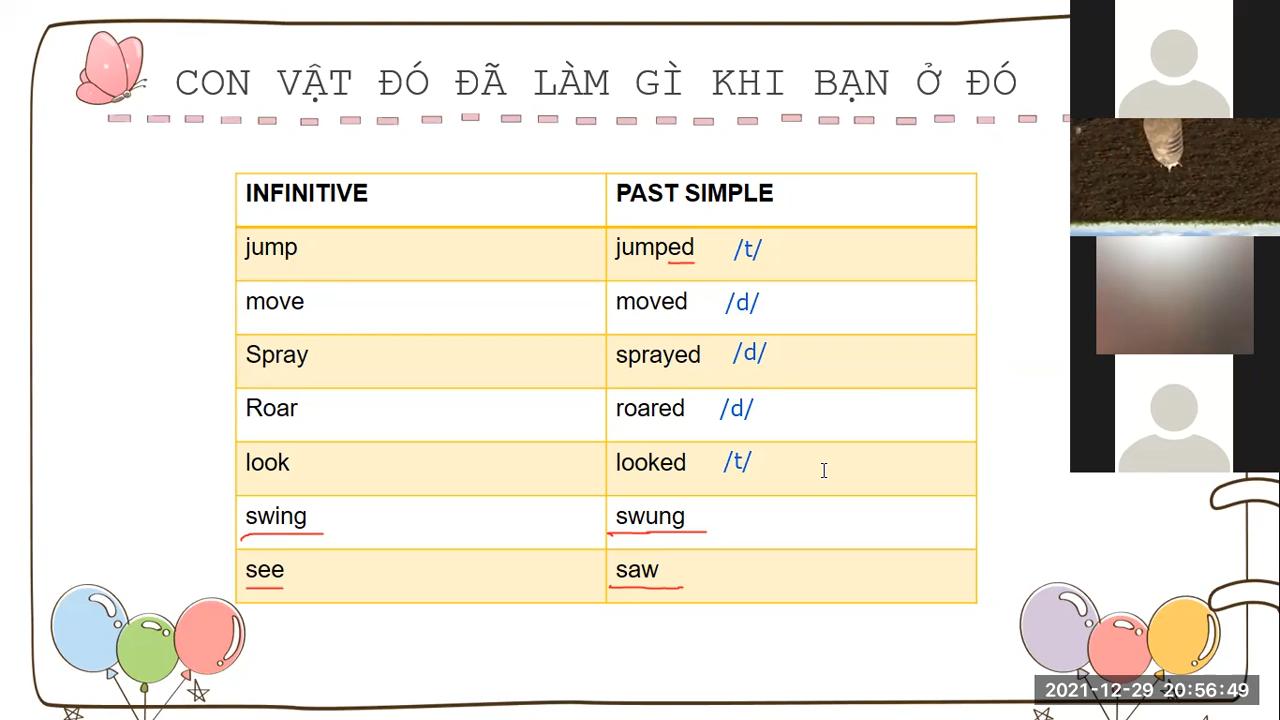 CON VẬT ĐÓ ĐÃ LÀM GÌ KHI BẠN Ở ĐÓ
INFINITIVE PAST SIMPLE
jump jumped /t/
move moved /d/
Spray sprayed /d/
Roar roared /d/
look looked /t/
swing swung
see saw
2021-12-29 20:56:49